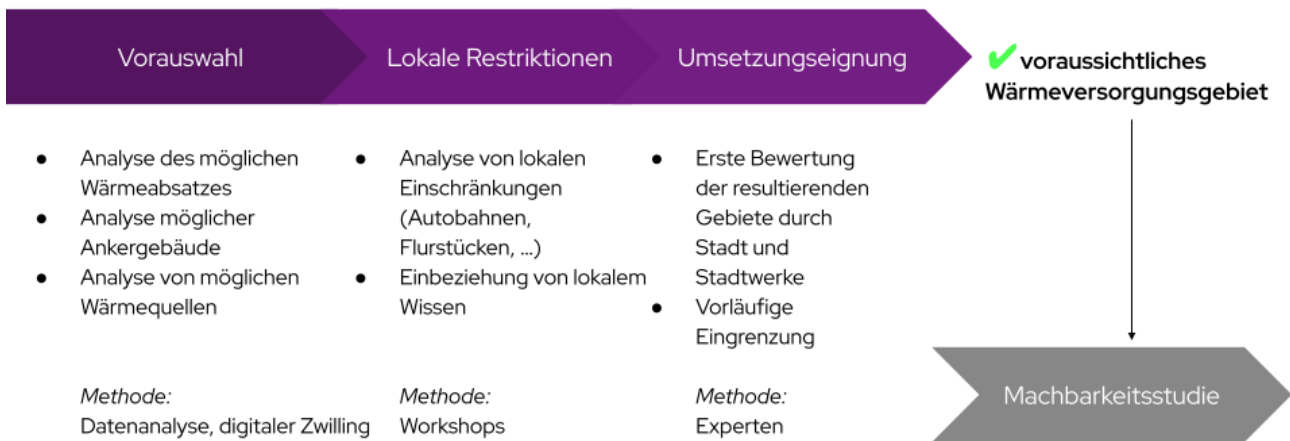 Vorauswahl
Lokale Restriktionen
Umsetzungseignung
✔ voraussichtliches
Wärmeversorgungsgebiet
● Analyse des möglichen
Wärmeabsatzes
● Analyse möglicher
Ankergebäude
● Analyse von möglichen
Wärmequellen
Methode:
Datenanalyse, digitaler Zwilling
● Analyse von lokalen
Einschränkungen
(Autobahnen,
Flurstücken, ...)
● Einbeziehung von lokalem
Wissen
Methode:
Workshops
● Erste Bewertung
der resultierenden
Gebiete durch
Stadt und
Stadtwerke
● Vorläufige
Eingrenzung
Methode:
Experten
Machbarkeitsstudie